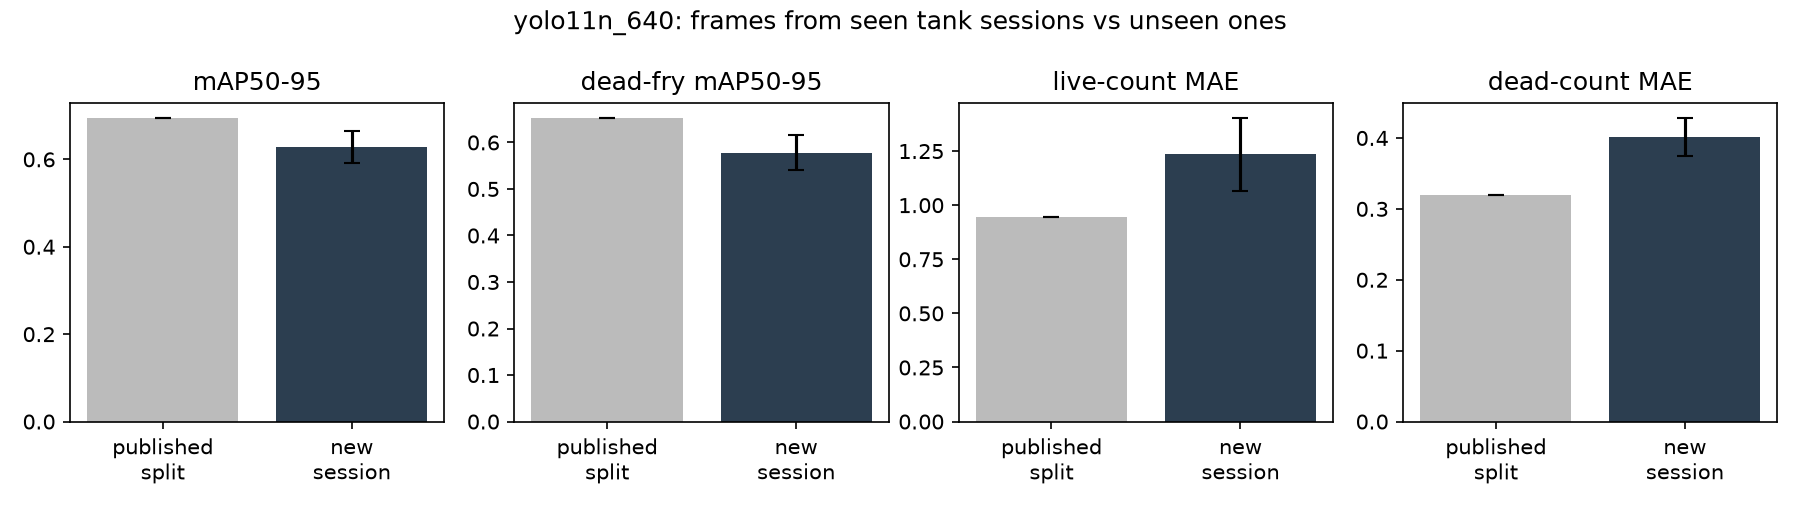 yolo11n_640: frames from seen tank sessions vs unseen ones
mAP50-95
0.6
0.4
0.2
0.0
published
split
new
session
dead-fry mAP50-95
0.6
0.5
0.4
0.3
0.2
0.1
0.0
published
split
new
session
live-count MAE
1.25
1.00
0.75
0.50
0.25
0.00
published
split
new
session
dead-count MAE
0.4
0.3
0.2
0.1
0.0
published
split
new
session